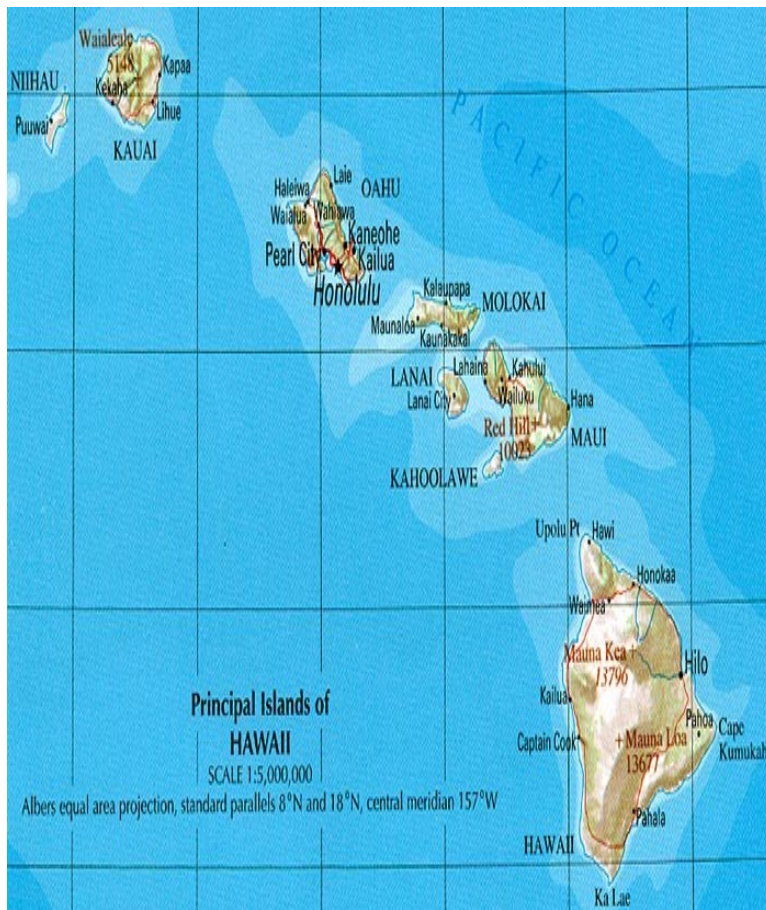 Waialeale
5148
Kapaa
NIIHAU
Kekaha
Lihue
Puuwai
KAUAI
Laie
Haleiwa
OAHU
Waialua
Wahiawa
Kaneohe
Pearl City
Kailua
Honolulu
PACIFIC OCEAN
Kalaupapa
MOLOKAI
Maunaloa
Kaunakakai
Lahaina
Kahului
LANAI
Wailuku
Lanai City
Hana
Red Hill
10023
MAUI
KAHOOLAWE
Upolu Pt
Hawi
Honokaa
Waimea
Mauna Kea
13796
Hilo
Kailua
Pahoa
Cape
Kumukah
Captain Cook
Mauna Loa
13677
Pahala
HAWAII
Ka Lae
Principal Islands of
HAWAII
SCALE 1:5,000,000
Albers equal area projection, standard parallels 8°N and 18°N, central meridian 157°W